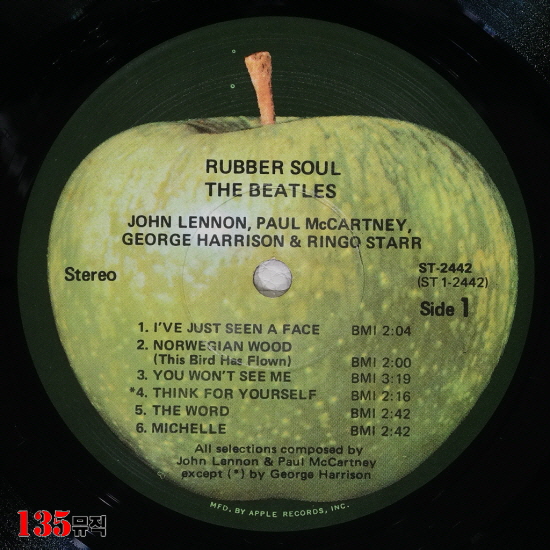 RUBBER SOUL
THE BEATLES
JOHN LENNON, PAUL McCARTNEY,
GEORGE HARRISON & RINGO STARR
Stereo
ST-2442
(ST 1-2442)
Side 1
1. I'VE JUST SEEN A FACE BMI 2:04
2. NORWEGIAN WOOD
(This Bird Has Flown) BMI 2:00
3. YOU WON'T SEE ME BMI 3:19
*4. THINK FOR YOURSELF BMI 2:16
5. THE WORD BMI 2:42
6. MICHELLE BMI 2:42
All selections composed by
John Lennon & Paul McCartney
except (*) by George Harrison
MFD. BY APPLE RECORDS, INC.
135뮤직